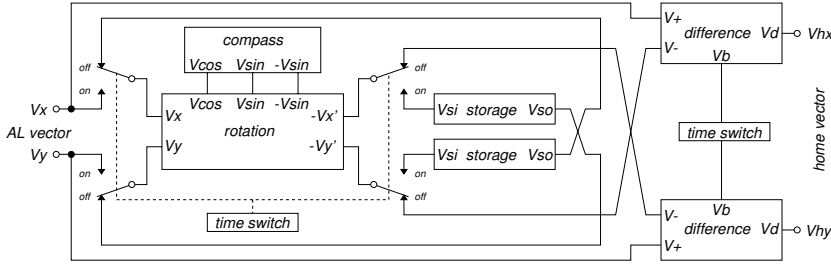 V+
difference Vd
V-
Vb
Vhx
compass
Vcos Vsin -Vsin
off
on
Vcos Vsin -Vsin
Vx
rotation
-Vx'
Vy
-Vy'
off
on
Vsi storage Vso
Vsi storage Vso
Vx
AL vector
Vy
on
off
on
off
time switch
time switch
home vector
Vb
V-
difference
Vd
V+
Vhy